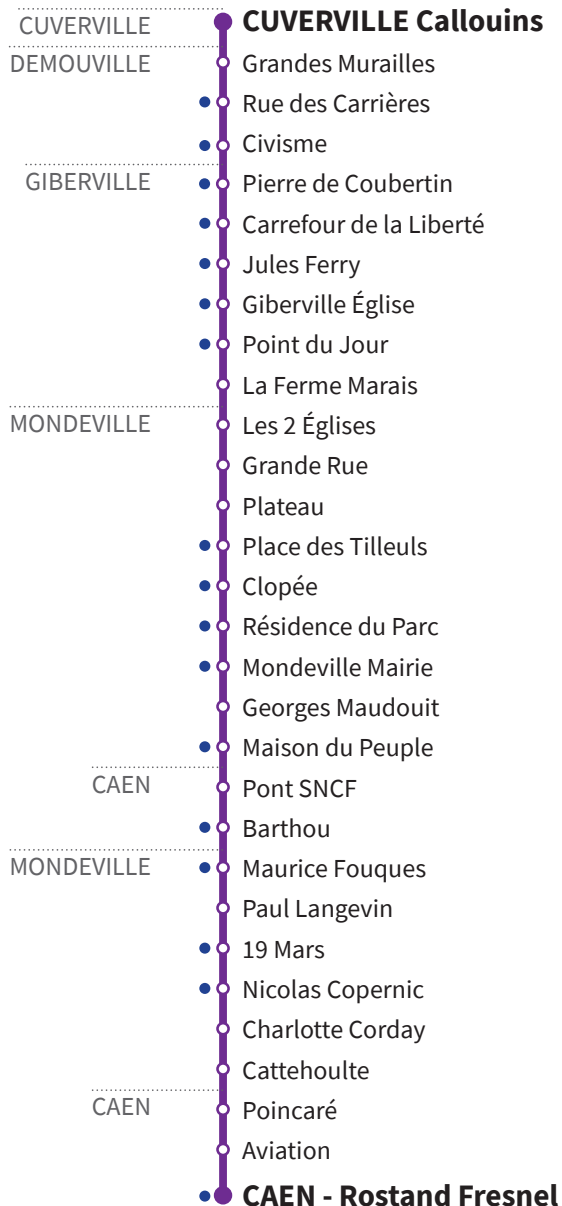 CUVERVILLE
CUVERVILLE Callouins
DEMOUVILLE
Grandes Murailles
Rue des Carrières
Civisme
GIBERVILLE
Pierre de Coubertin
Carrefour de la Liberté
Jules Ferry
Giberville Église
Point du Jour
La Ferme Marais
MONDEVILLE
Les 2 Églises
Grande Rue
Plateau
Place des Tilleuls
Clopée
Résidence du Parc
Mondeville Mairie
Georges Maudouit
Maison du Peuple
CAEN
Pont SNCF
Barthou
MONDEVILLE
Maurice Fouques
Paul Langevin
19 Mars
Nicolas Copernic
Charlotte Corday
Cattehoulte
CAEN
Poincaré
Aviation
CAEN - Rostand Fresnel